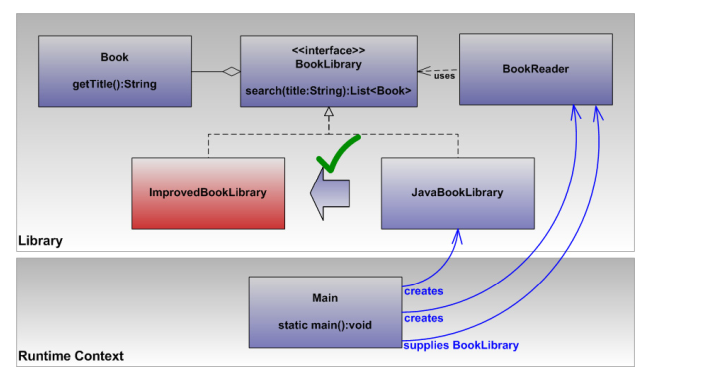 Book
getTitle():String
<<interface>>
BookLibrary
search(title:String):List<Book>
uses
BookReader
ImprovedBookLibrary
JavaBookLibrary
Library
Main
static main():void
creates
creates
supplies BookLibrary
Runtime Context